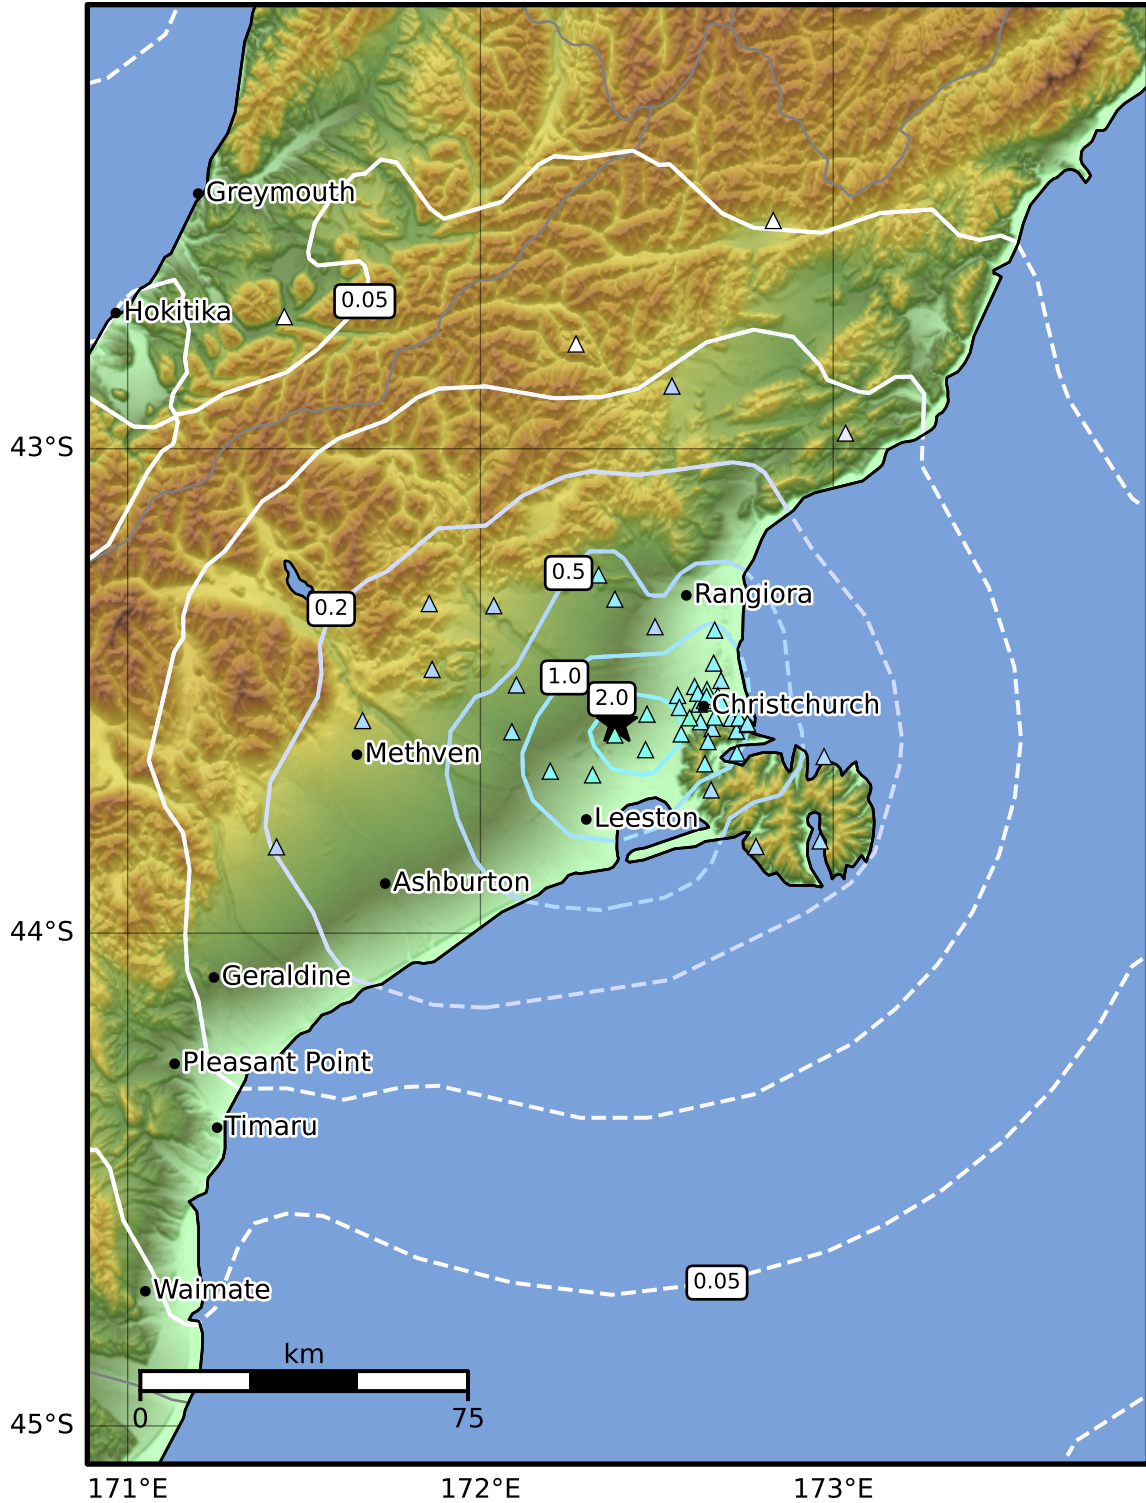 Greymouth
0.05
Hokitika
43°S
0.5
Rangiora
0.2
1.0
2.0
Christchurch
Methven
Leeston
Ashburton
44°S
Geraldine
Pleasant Point
Timaru
0.05
Waimate
km
0 75
45°S
171°E 172°E 173°E